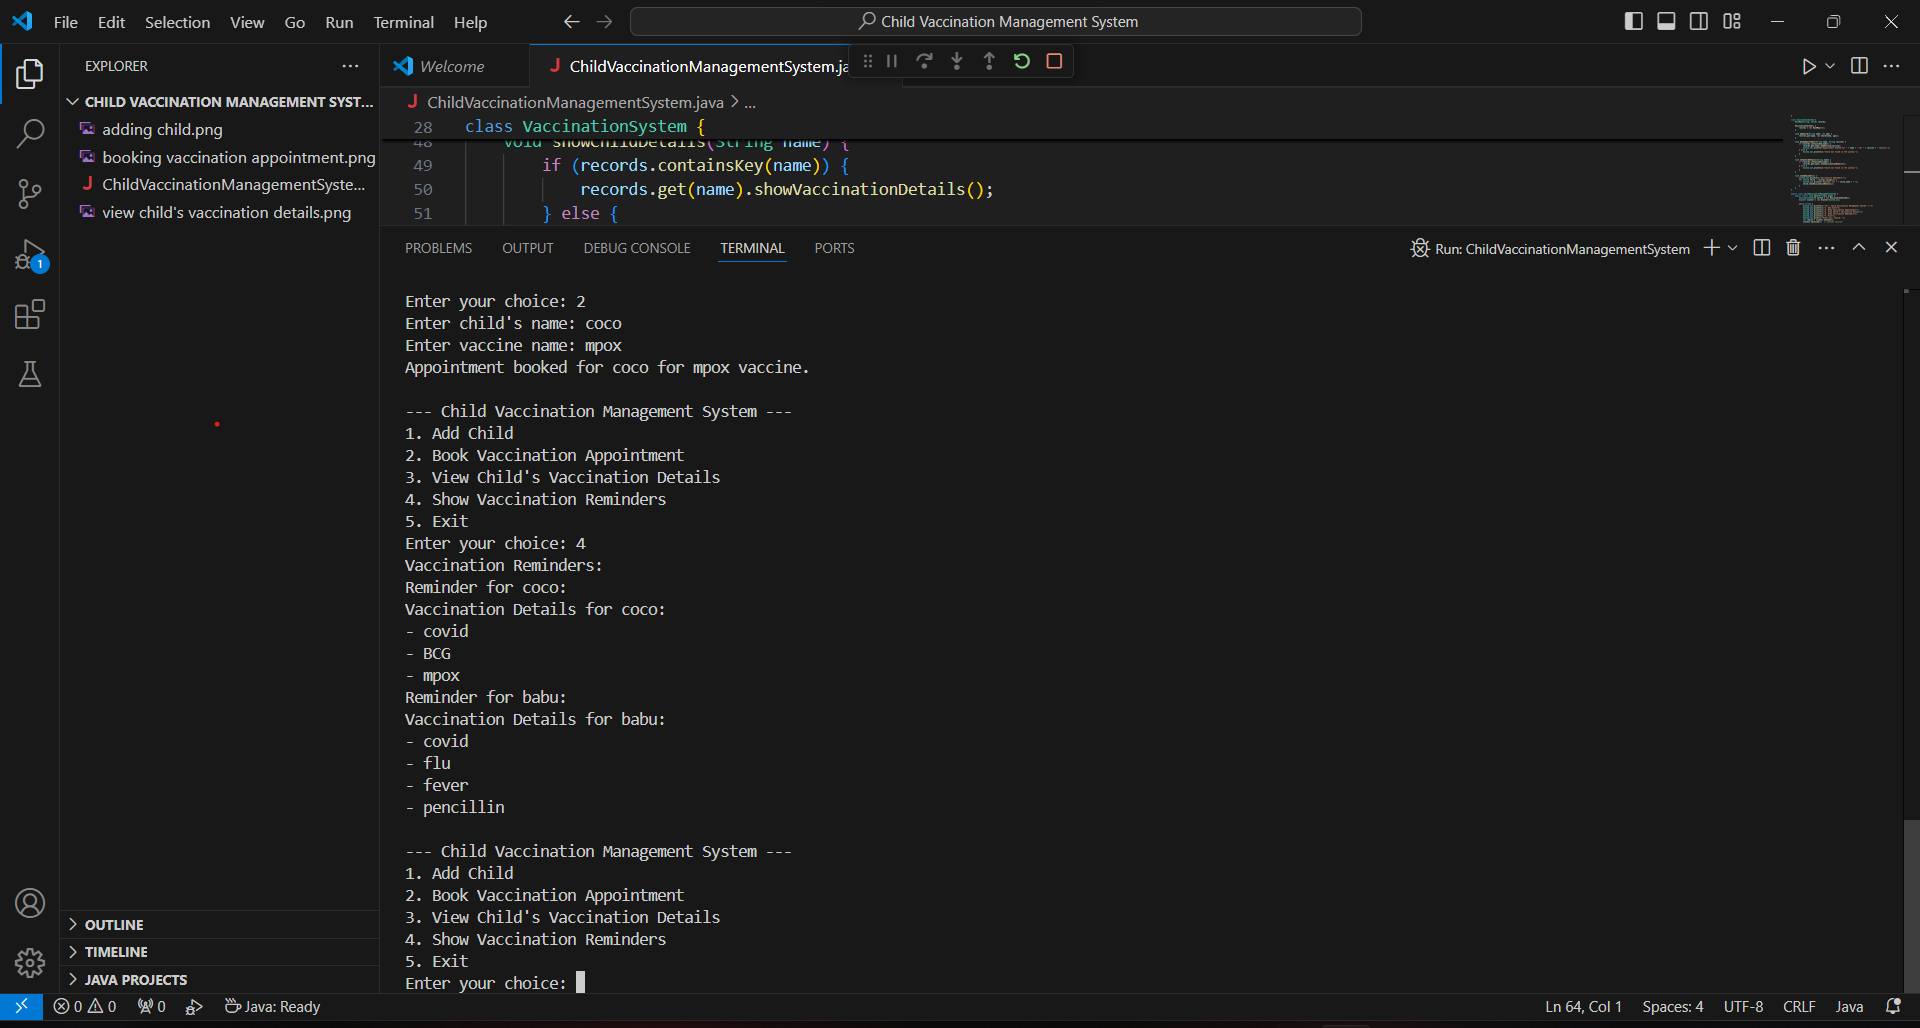 File Edit Selection View Go Run Terminal Help
Child Vaccination Management System
EXPLORER
CHILD VACCINATION MANAGEMENT SYST...
adding child.png
booking vaccination appointment.png
J ChildVaccinationManagementSyste...
view child's vaccination details.png
OUTLINE
TIMELINE
JAVA PROJECTS
1
Welcome
J ChildVaccinationManagementSystem.ja
J ChildVaccinationManagementSystem.java > ...
28 class VaccinationSystem {
48 void showChildDetails(String name) {
49 if (records.containsKey(name)) {
50 records.get(name).showVaccinationDetails();
51 } else {
PROBLEMS OUTPUT DEBUG CONSOLE TERMINAL PORTS
Run: ChildVaccinationManagementSystem
Enter your choice: 2
Enter child's name: coco
Enter vaccine name: mpox
Appointment booked for coco for mpox vaccine.
--- Child Vaccination Management System ---
1. Add Child
2. Book Vaccination Appointment
3. View Child's Vaccination Details
4. Show Vaccination Reminders
5. Exit
Enter your choice: 4
Vaccination Reminders:
Reminder for coco:
Vaccination Details for coco:
- covid
- BCG
- mpox
Reminder for babu:
Vaccination Details for babu:
- covid
- flu
- fever
- pencillin
--- Child Vaccination Management System ---
1. Add Child
2. Book Vaccination Appointment
3. View Child's Vaccination Details
4. Show Vaccination Reminders
5. Exit
Enter your choice:
0 0 0 Java: Ready
Ln 64, Col 1 Spaces: 4 UTF-8 CRLF Java